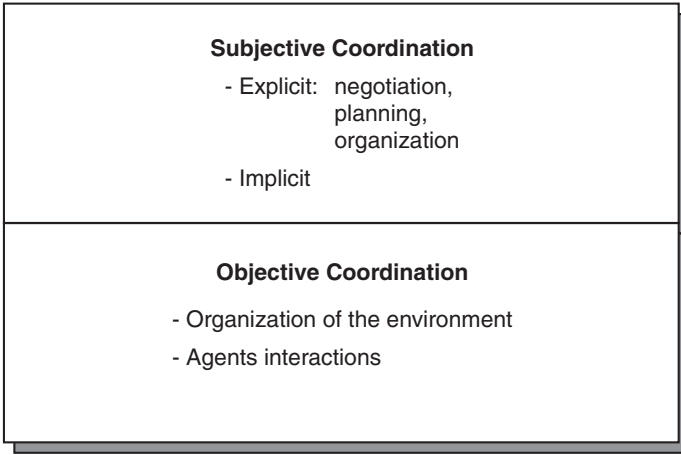 Subjective Coordination
- Explicit: negotiation,
planning,
organization
- Implicit
Objective Coordination
- Organization of the environment
- Agents interactions